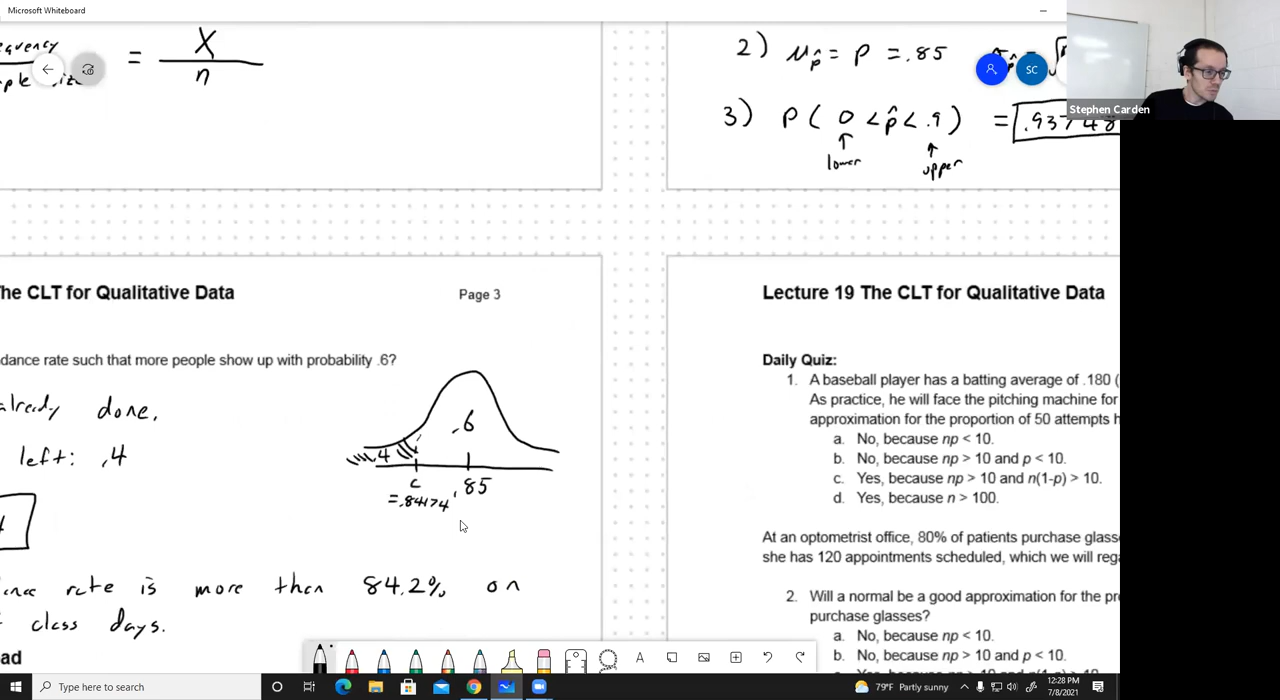 Microsoft Whiteboard
= X
n
2) μp̂ = p = .85
SC
Stephen Carden
3) P( 0 < p̂ < .9 ) = .93748
lower
upper
he CLT for Qualitative Data
Page 3
Lecture 19 The CLT for Qualitative Data
dance rate such that more people show up with probability .6?
already done.
left: .4
.6
.4
c
= .84174
.85
rate is more than 84.2% on
class days.
ad
Daily Quiz:
1. A baseball player has a batting average of .180 (
As practice, he will face the pitching machine for
approximation for the proportion of 50 attempts h
a. No, because np < 10.
b. No, because np > 10 and p < 10.
c. Yes, because np > 10 and n(1-p) > 10.
d. Yes, because n > 100.
At an optometrist office, 80% of patients purchase glass
she has 120 appointments scheduled, which we will rega
2. Will a normal be a good approximation for the pr
purchase glasses?
a. No, because np < 10.
b. No, because np > 10 and p < 10.
A
Type here to search
79°F Partly sunny
12:28 PM
7/8/2021